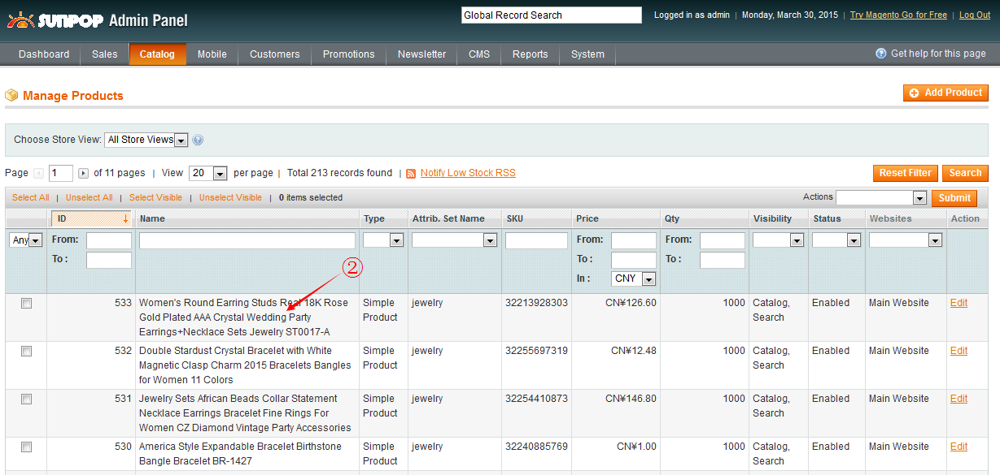 SUNPOP Admin Panel
Global Record Search
Logged in as admin | Monday, March 30, 2015 | Try Magento Go for Free | Log Out
Dashboard Sales Catalog Mobile Customers Promotions Newsletter CMS Reports System Get help for this page
Manage Products Add Product
Choose Store View: All Store Views
Page 1 of 11 pages | View 20 per page | Total 213 records found | Notify Low Stock RSS Reset Filter Search
Select All | Unselect All | Select Visible | Unselect Visible | 0 items selected Actions Submit
ID Name Type Attrib. Set Name SKU Price Qty Visibility Status Websites Action
Any From: From: From:
To : To : To :
In : CNY
②
533 Women's Round Earring Studs Real 18K Rose Simple jewelry 32213928303 CN¥126.60 1000 Catalog, Enabled Main Website Edit
Gold Plated AAA Crystal Wedding Party Product Search
Earrings+Necklace Sets Jewelry ST0017-A
532 Double Stardust Crystal Bracelet with White Simple jewelry 32255697319 CN¥12.48 1000 Catalog, Enabled Main Website Edit
Magnetic Clasp Charm 2015 Bracelets Bangles Product Search
for Women 11 Colors
531 Jewelry Sets African Beads Collar Statement Simple jewelry 32254410873 CN¥146.80 1000 Catalog, Enabled Main Website Edit
Necklace Earrings Bracelet Fine Rings For Product Search
Women CZ Diamond Vintage Party Accessories
530 America Style Expandable Bracelet Birthstone Simple jewelry 32240885769 CN¥1.00 1000 Catalog, Enabled Main Website Edit
Bangle Bracelet BR-1427 Product Search